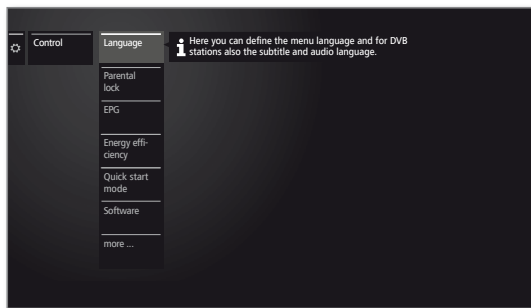 Control
Language
Here you can define the menu language and for DVB
stations also the subtitle and audio language.
Parental
lock
EPG
Energy effi-
ciency
Quick start
mode
Software
more ...